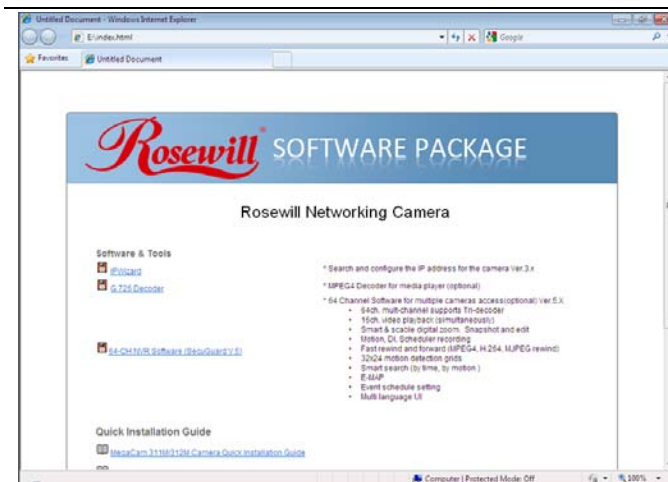 Untitled Document - Windows Internet Explorer
E:\index.html
Google
Favorites
Untitled Document
Rosewill SOFTWARE PACKAGE
Rosewill Networking Camera
Software & Tools
IPWizard
* Search and configure the IP address for the camera Ver.3.x
G.726 Decoder
* MPEG4 Decoder for media player (optional)
* 64 Channel Software for multiple cameras access(optional) Ver.5.X
• 64ch. multi-channel supports Tri-decoder
• 16ch. video playback (simultaneously)
• Smart & scable digital zoom. Snapshot and edit
• Motion, DI, Scheduler recording
64-CH NVR Software (SecuGuard V.5)
• Fast rewind and forward (MPEG4, H.264, MJPEG rewind)
• 32x24 motion detection grids
• Smart search (by time, by motion.)
• E-MAP
• Event schedule setting
• Multi language UI
Quick Installation Guide
MegaCam 311M/312M Camera Quick Installation Guide
Computer | Protected Mode: Off
100%